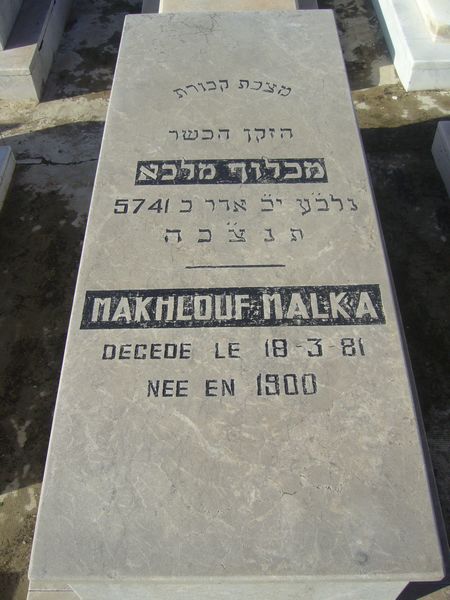 מצבת קבורת
הזקן הכשר
מכלוף מלכא
נלב״ע י״ב אדר ב 5741
ת נ צ״ ב ה
MAKHLOUF MALKA
DECEDE LE 18-3-81
NEE EN 1900